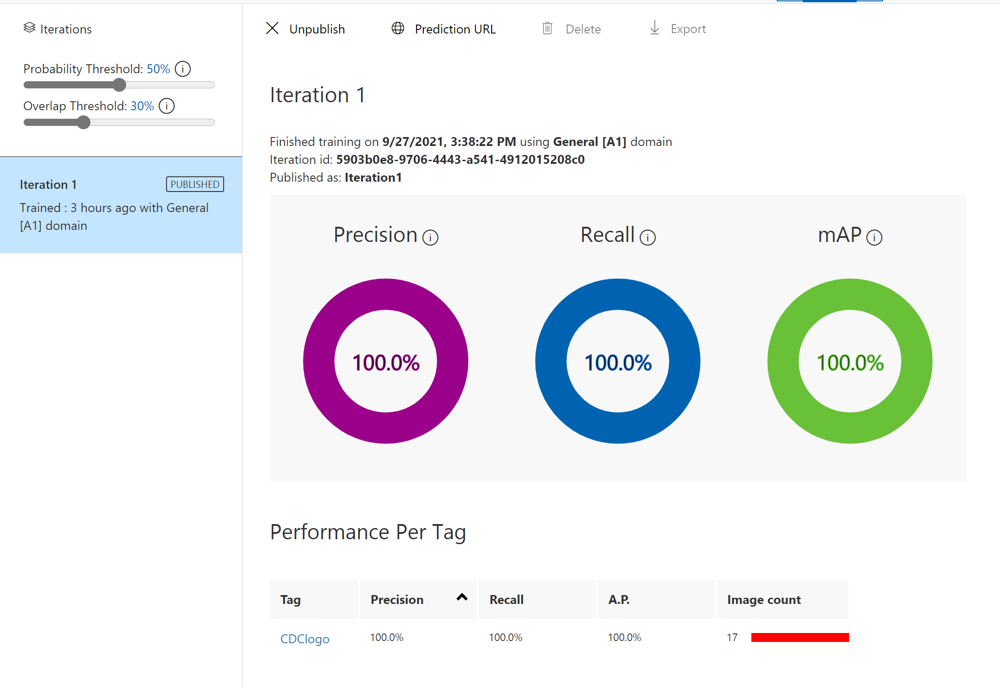 Iterations
Probability Threshold: 50%
Overlap Threshold: 30%
Iteration 1 PUBLISHED
Trained : 3 hours ago with General
[A1] domain
Unpublish Prediction URL Delete Export
Iteration 1
Finished training on 9/27/2021, 3:38:22 PM using General [A1] domain
Iteration id: 5903b0e8-9706-4443-a541-4912015208c0
Published as: Iteration1
Precision Recall mAP
100.0% 100.0% 100.0%
Performance Per Tag
Tag Precision Recall A.P. Image count
CDClogo 100.0% 100.0% 100.0% 17